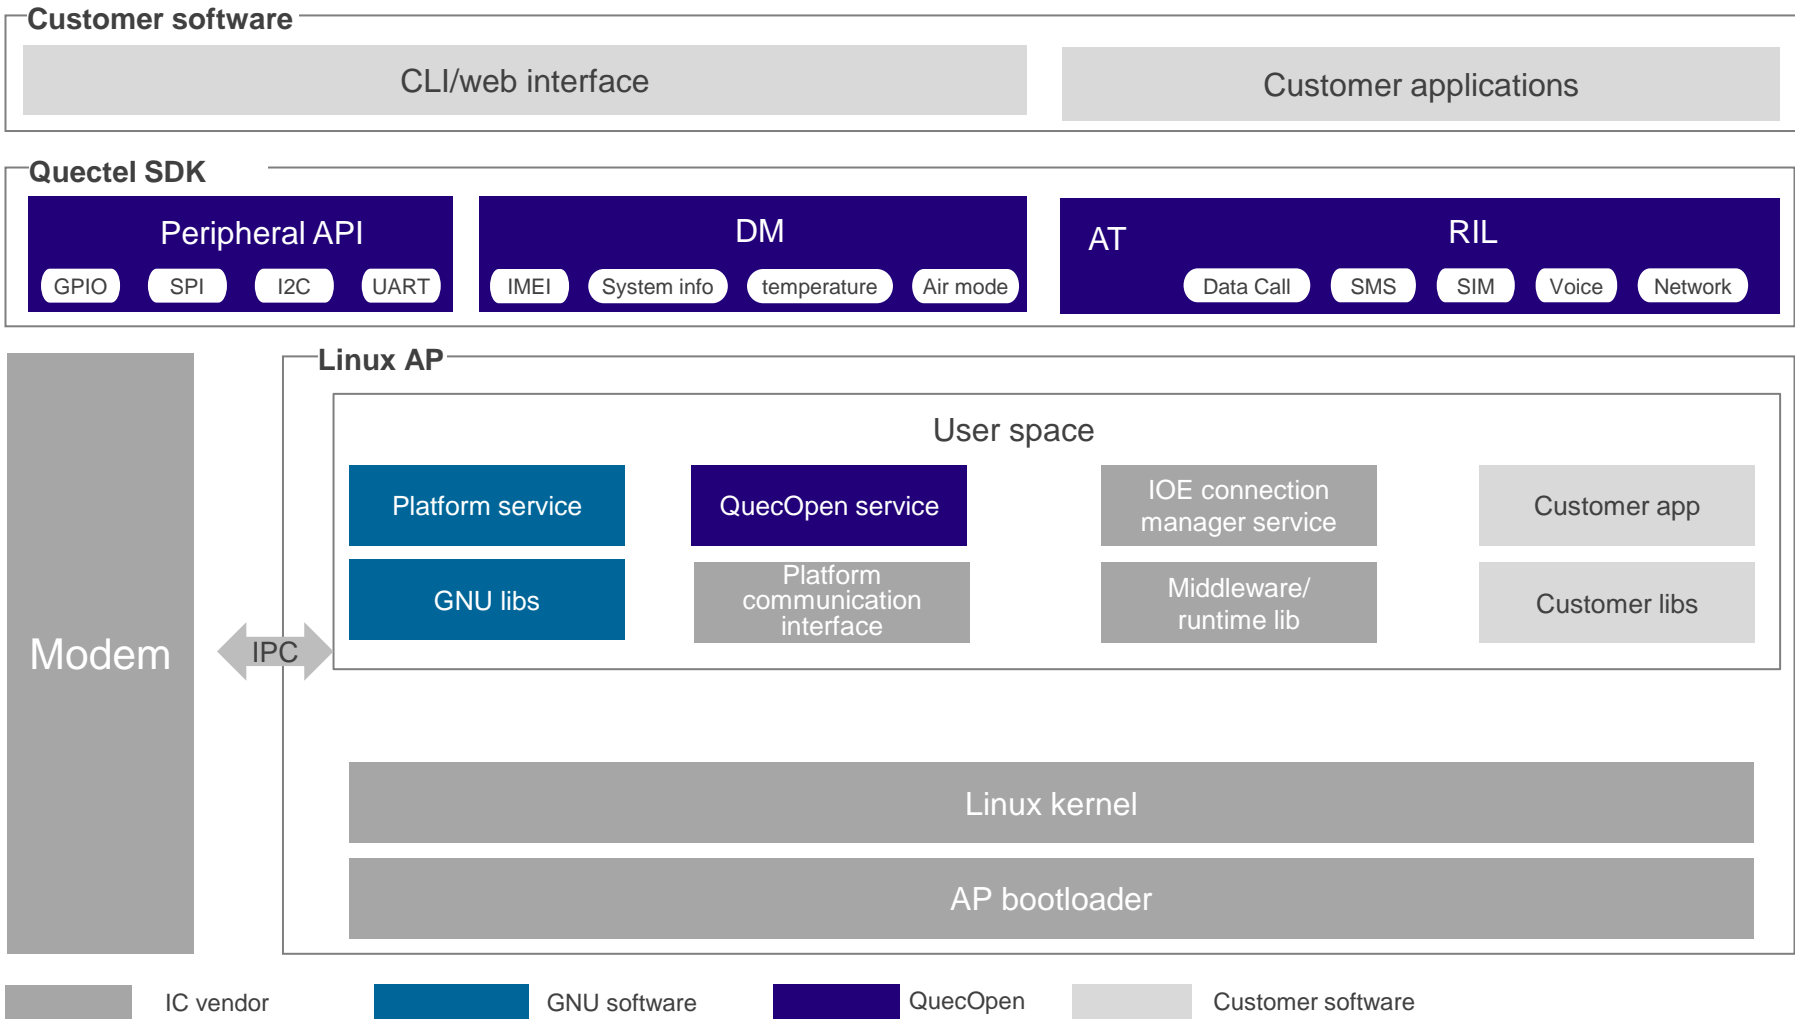 Customer software
CLI/web interface
Customer applications
Quectel SDK
Peripheral API
GPIO
SPI
I2C
UART
DM
IMEI
System info
temperature
Air mode
AT
RIL
Data Call
SMS
SIM
Voice
Network
Modem
IPC
Linux AP
User space
Platform service
QuecOpen service
IOE connection
manager service
Customer app
GNU libs
Platform
communication
interface
Middleware/
runtime lib
Customer libs
Linux kernel
AP bootloader
IC vendor
GNU software
QuecOpen
Customer software